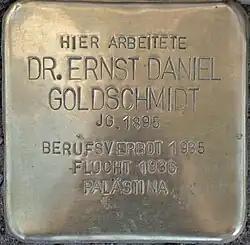 HIER ARBEITETE
DR. ERNST DANIEL
GOLDSCHMIDT
JG. 1895
BERUFSVERBOT 1935
FLUCHT 1936
PALÄSTINA